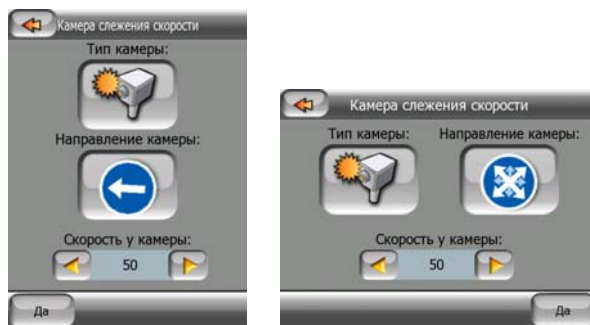 Камера слежения скорости
Тип камеры:
Направление камеры:
Скорость у камеры:
50
Да
Камера слежения скорости
Тип камеры: Направление камеры:
Скорость у камеры:
50
Да